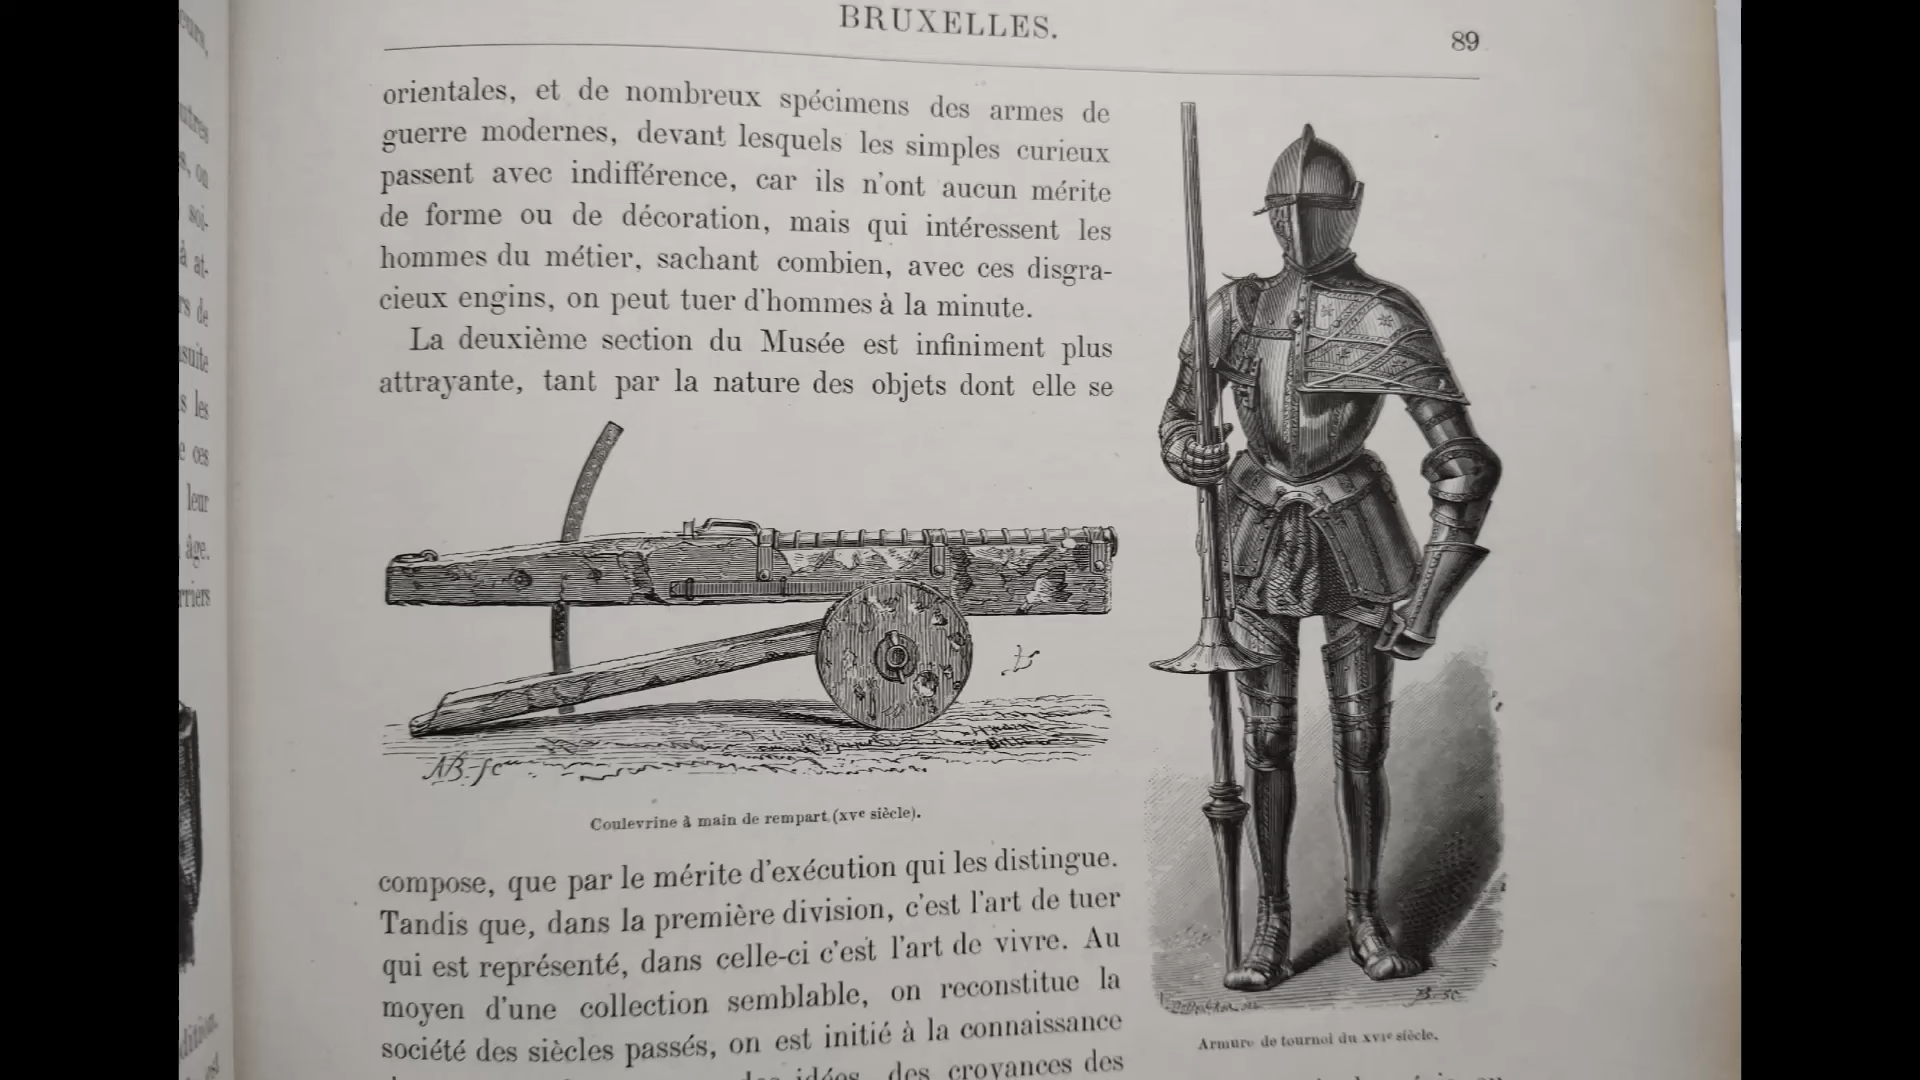 BRUXELLES.
89
orientales, et de nombreux spécimens des armes de
guerre modernes, devant lesquels les simples curieux
passent avec indifférence, car ils n'ont aucun mérite
de forme ou de décoration, mais qui intéressent les
hommes du métier, sachant combien, avec ces disgra-
cieux engins, on peut tuer d'hommes à la minute.
La deuxième section du Musée est infiniment plus
attrayante, tant par la nature des objets dont elle se
Coulevrine à main de rempart (XVe siècle).
compose, que par le mérite d'exécution qui les distingue.
Tandis que, dans la première division, c'est l'art de tuer
qui est représenté, dans celle-ci c'est l'art de vivre. Au
moyen d'une collection semblable, on reconstitue la
société des siècles passés, on est initié à la connaissance
idées, des croyances des
Armure de tournoi du XVIe siècle.
leur
âge.